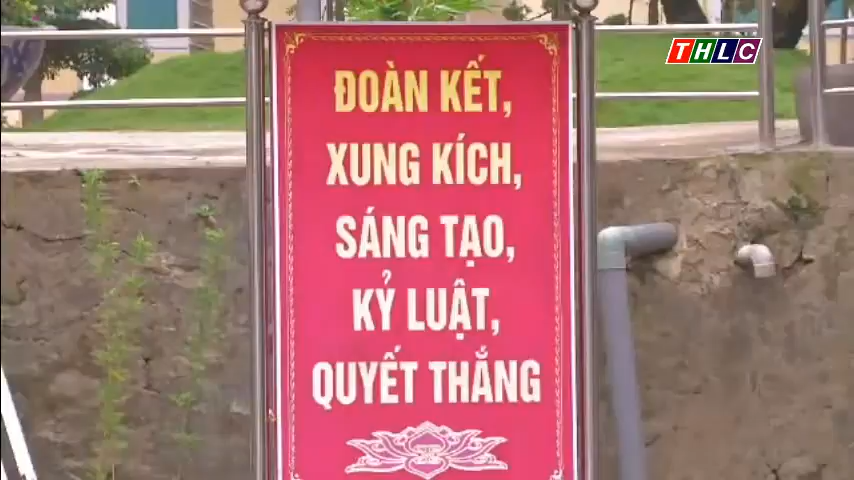 THLC
ĐOÀN KẾT,
XUNG KÍCH,
SÁNG TẠO,
KỶ LUẬT,
QUYẾT THẮNG